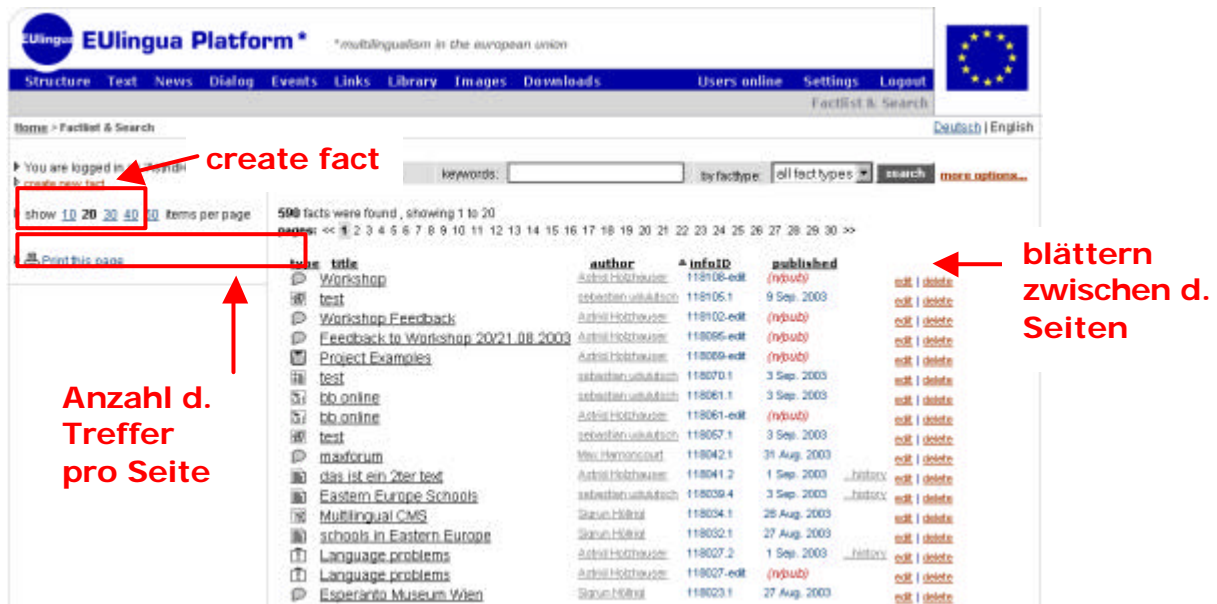 EUlingua EUlingua Platform* *multilingualism in the european union
Structure Text News Dialog Events Links Library Images Downloads Users online Settings Logout
Factlist & Search
Home > Factlist & Search Deutsch | English
create fact
You are logged in
create new fact
keywords: by facttype: all fact types search more options...
show 10 20 30 40 50 items per page
590 facts were found , showing 1 to 20
pages: << 1 2 3 4 5 6 7 8 9 10 11 12 13 14 15 16 17 18 19 20 21 22 23 24 25 26 27 28 29 30 >>
Print this page
type title author infoID published
Workshop Astrid Holzhauser 118108-edit (n/pub) edit | delete
test sebastian 118105.1 9 Sep. 2003 edit | delete
Workshop Feedback Astrid Holzhauser 118102-edit (n/pub) edit | delete
Feedback to Workshop 20/21.08.2003 Astrid Holzhauser 118095-edit (n/pub) edit | delete
Project Examples Astrid Holzhauser 118089-edit (n/pub) edit | delete
test sebastian 118070.1 3 Sep. 2003 edit | delete
bb online sebastian 118061.1 3 Sep. 2003 edit | delete
bb online Astrid Holzhauser 118061-edit (n/pub) edit | delete
test sebastian 118057.1 3 Sep. 2003 edit | delete
maxforum Max Harnoncourt 118042.1 31 Aug. 2003 edit | delete
das ist ein 2ter text Astrid Holzhauser 118041.2 1 Sep. 2003 ...history edit | delete
Eastern Europe Schools sebastian 118039.4 3 Sep. 2003 ...history edit | delete
Multilingual CMS Sigrun 118034.1 28 Aug. 2003 edit | delete
schools in Eastern Europe Sigrun 118032.1 27 Aug. 2003 edit | delete
Language problems Astrid Holzhauser 118027.2 1 Sep. 2003 ...history edit | delete
Language problems Astrid Holzhauser 118027-edit (n/pub) edit | delete
Esperanto Museum Wien Sigrun 118023.1 27 Aug. 2003 edit | delete
blättern
zwischen d.
Seiten
Anzahl d.
Treffer
pro Seite